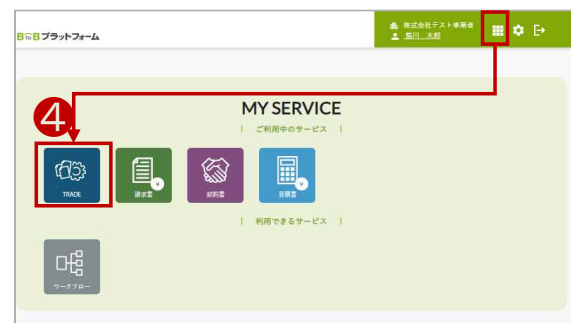 BtoBプラットフォーム
株式会社テスト事業者
太郎
4
MY SERVICE
| ご利用中のサービス |
TRADE
請求書
契約書
見積書
| 利用できるサービス |
ワークフロー